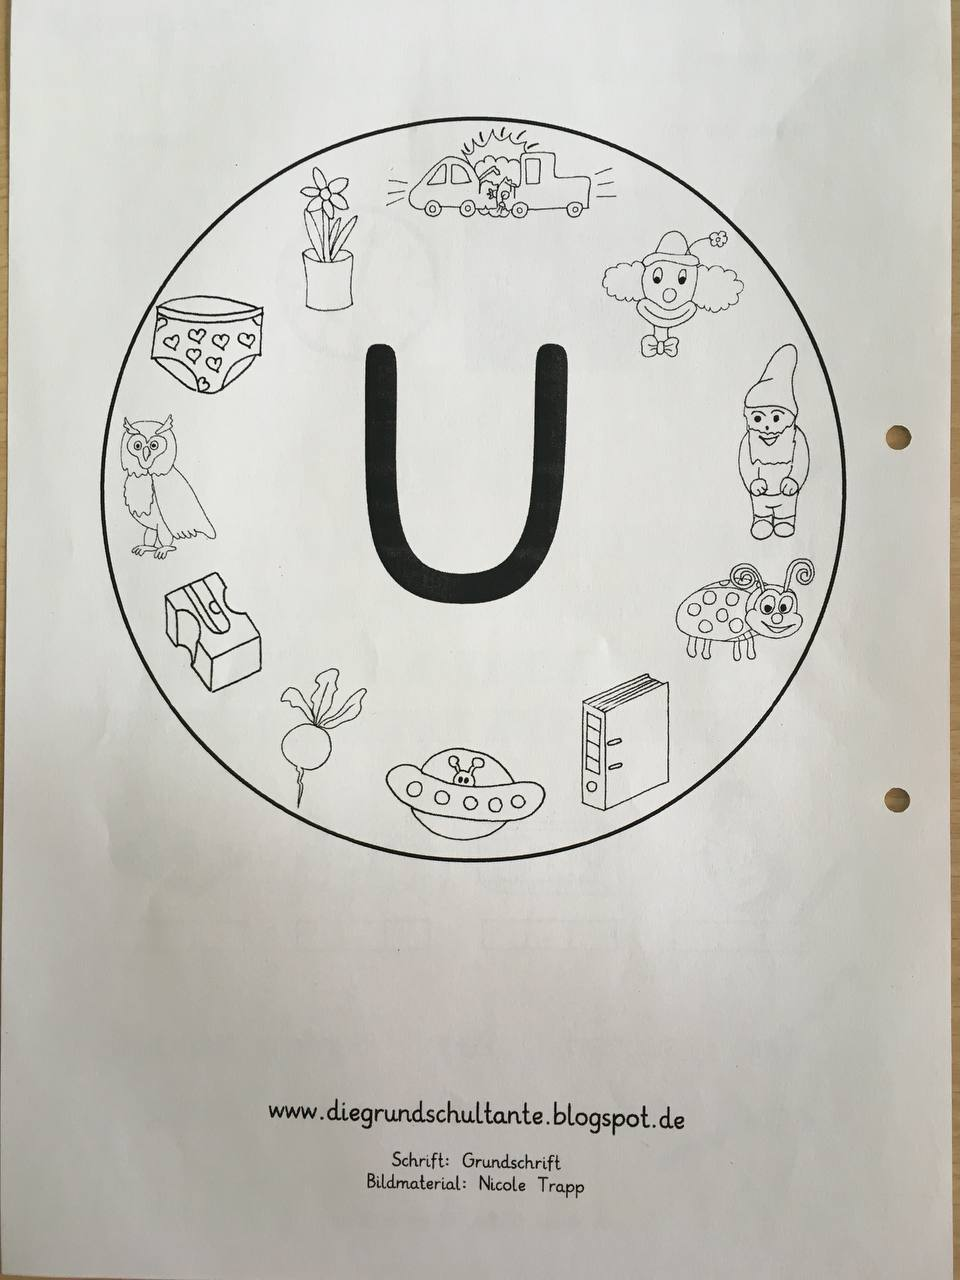 U
www.diegrundschultante.blogspot.de
Schrift: Grundschrift
Bildmaterial: Nicole Trapp